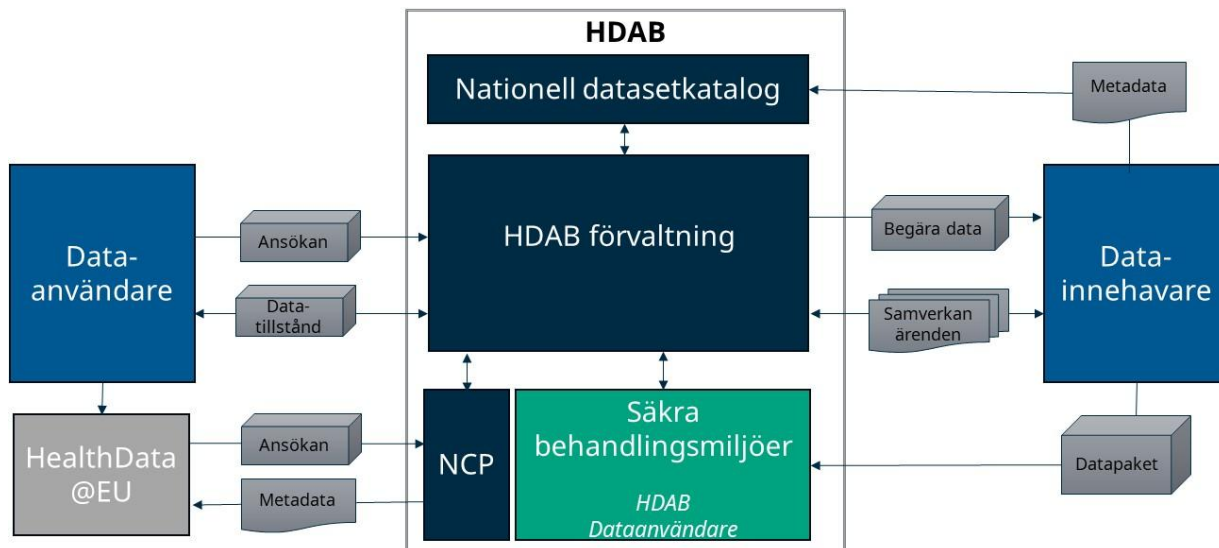 HDAB
Nationell datasetkatalog
Metadata
HDAB förvaltning
Data-
användare
Ansökan
Data-
tillstånd
Begära data
Samverkan
ärenden
Data-
innehavare
HealthData
@EU
Ansökan
Metadata
NCP
Säkra
behandlingsmiljöer
HDAB
Dataanvändare
Datapaket